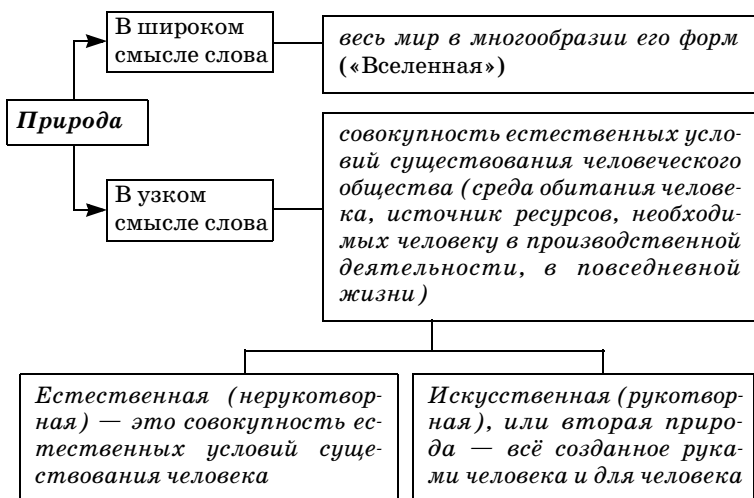 В широком
смысле слова
весь мир в многообразии его форм
(«Вселенная»)
Природа
совокупность естественных усло-
вий существования человеческого
общества (среда обитания челове-
ка, источник ресурсов, необходи-
мых человеку в производственной
деятельности, в повседневной
жизни)
В узком
смысле слова
Естественная (нерукотвор-
ная) — это совокупность ес-
тественных условий суще-
ствования человека
Искусственная (рукотвор-
ная), или вторая приро-
да — всё созданное рука-
ми человека и для человека